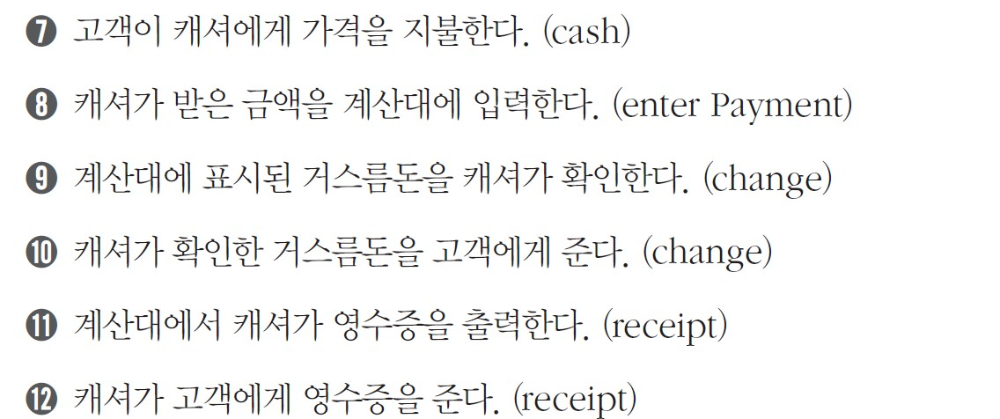 ❼ 고객이 캐셔에게 가격을 지불한다. (cash)
❽ 캐셔가 받은 금액을 계산대에 입력한다. (enter Payment)
❾ 계산대에 표시된 거스름돈을 캐셔가 확인한다. (change)
❿ 캐셔가 확인한 거스름돈을 고객에게 준다. (change)
⓫ 계산대에서 캐셔가 영수증을 출력한다. (receipt)
⓬ 캐셔가 고객에게 영수증을 준다. (receipt)